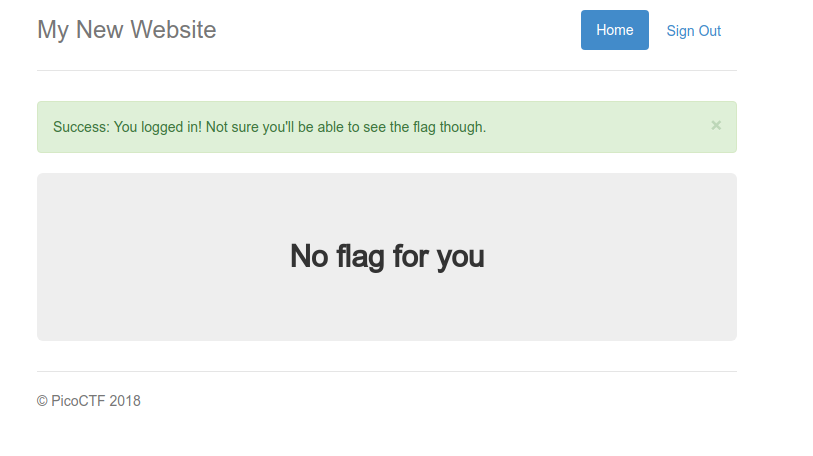 My New Website
Home
Sign Out
Success: You logged in! Not sure you'll be able to see the flag though.
×
No flag for you
© PicoCTF 2018